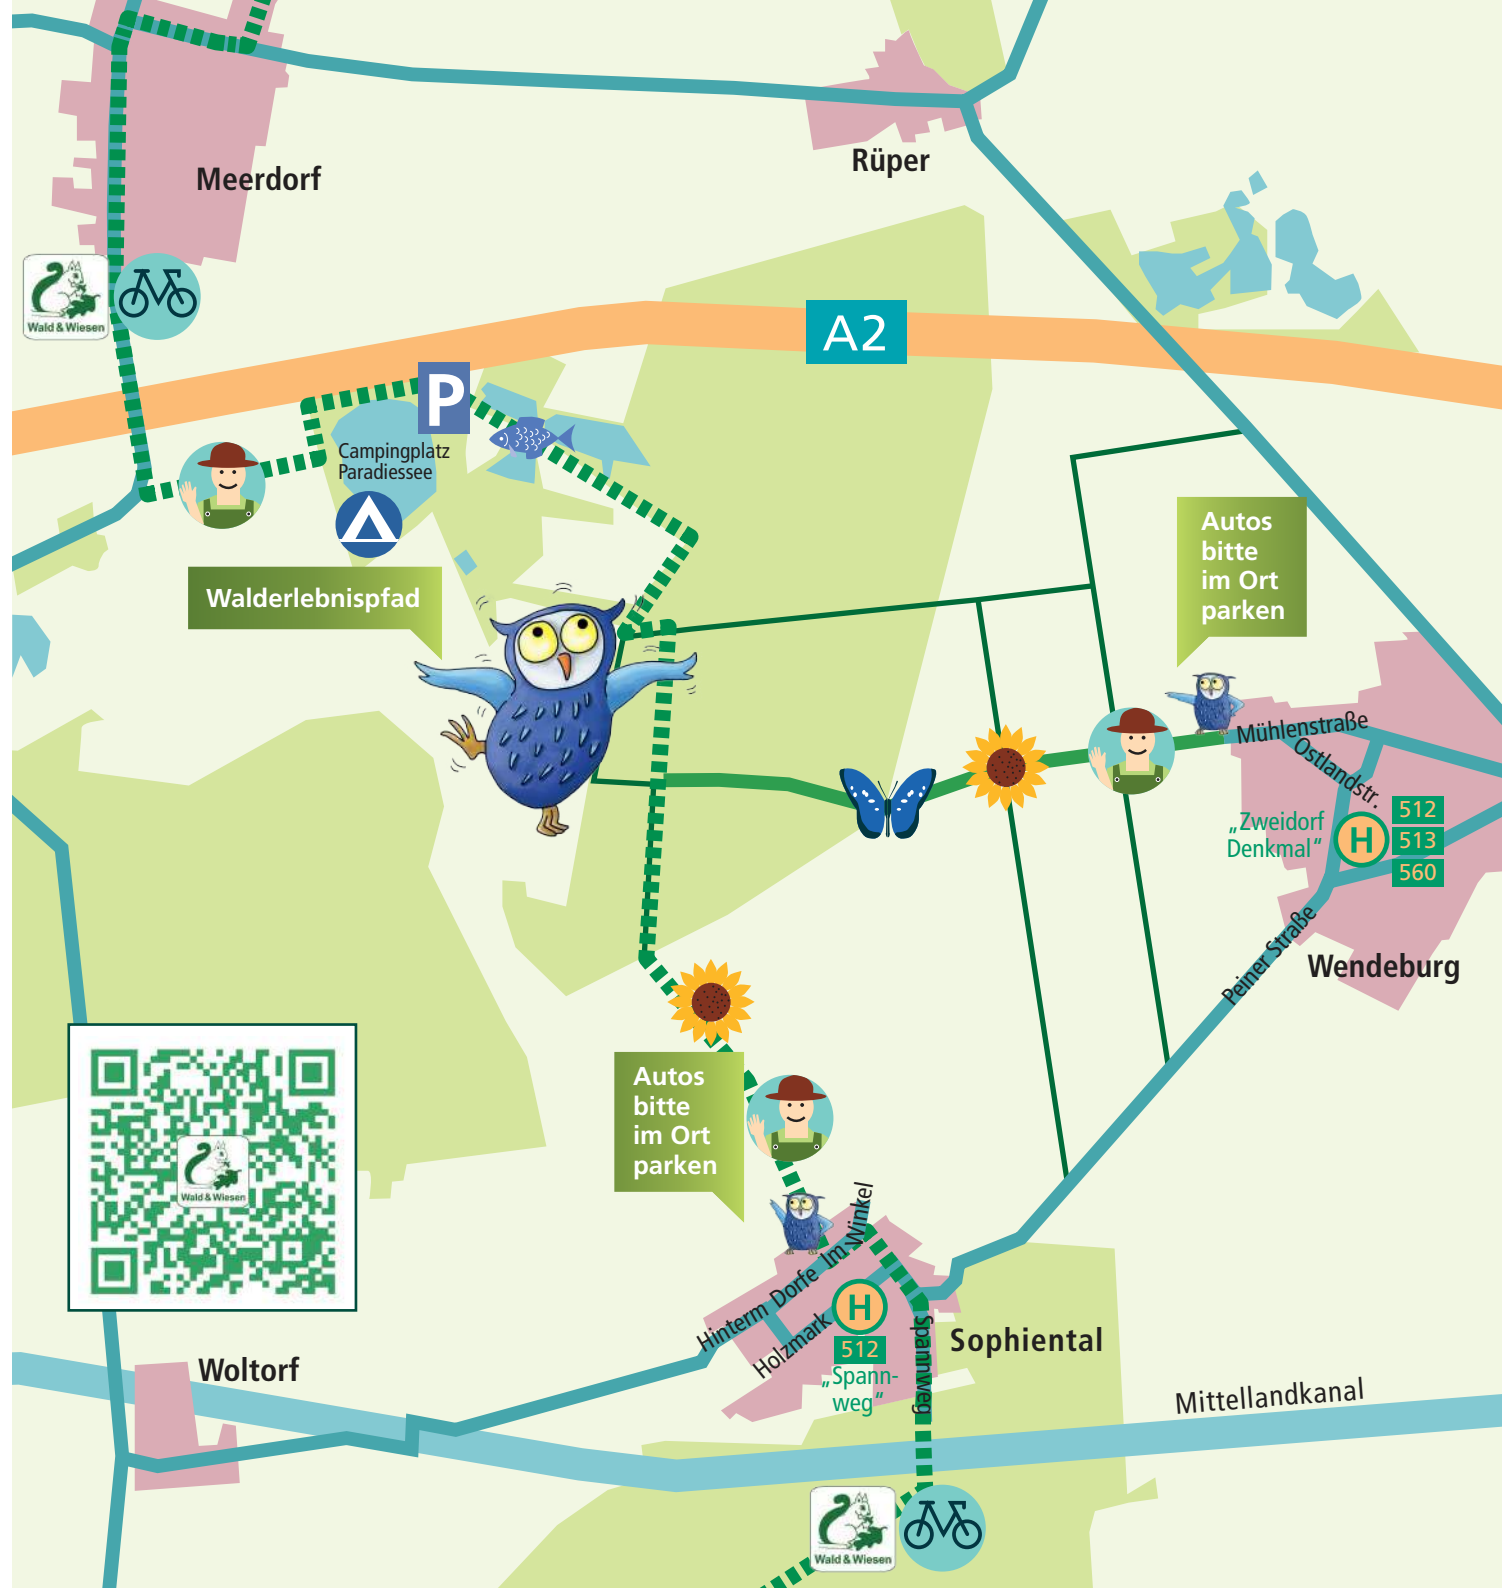 Meerdorf
Rüper
Wald & Wiesen
A2
P
Campingplatz
Paradiessee
Autos
bitte
im Ort
parken
Walderlebnispfad
Mühlenstraße
Ostlandstr.
„Zweidorf
Denkmal“
H
512
513
560
Peiner Straße
Wendeburg
Autos
bitte
im Ort
parken
Wald & Wiesen
Im Winkel
Hinterm Dorfe
Holzmark
H
512
„Spann-
weg“
Spannweg
Sophiental
Woltorf
Mittellandkanal
Wald & Wiesen